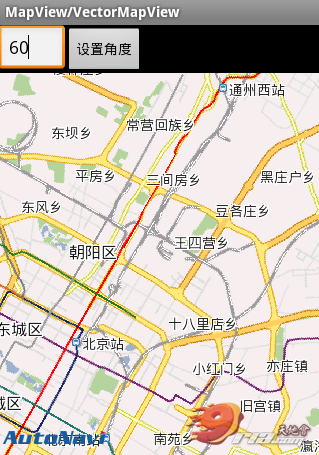 MapView/VectorMapView
60 设置角度
通州西站
东坝乡
常营回族乡
平房乡
三间房乡
黑庄户乡
东风乡
豆各庄乡
朝阳区
王四营乡
十八里店乡
东城区
北京站
小红门乡
亦庄镇
城区
旧宫镇
AutoNavi
南苑乡